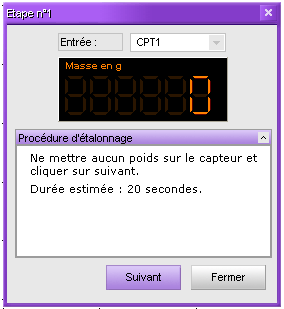 Etape n°1
Entrée :
CPT1
Masse en g
0
Procédure d'étalonnage
Ne mettre aucun poids sur le capteur et
cliquer sur suivant.
Durée estimée : 20 secondes.
Suivant
Fermer